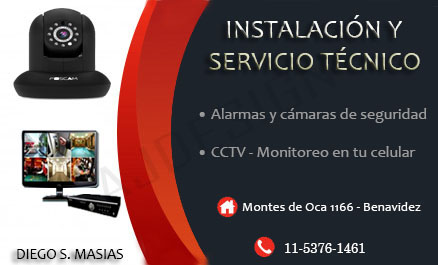 INSTALACIÓN Y
SERVICIO TÉCNICO
• Alarmas y cámaras de seguridad
• CCTV - Monitoreo en tu celular
Montes de Oca 1166 - Benavidez
11-5376-1461
FOSCAM
DIEGO S. MASIAS